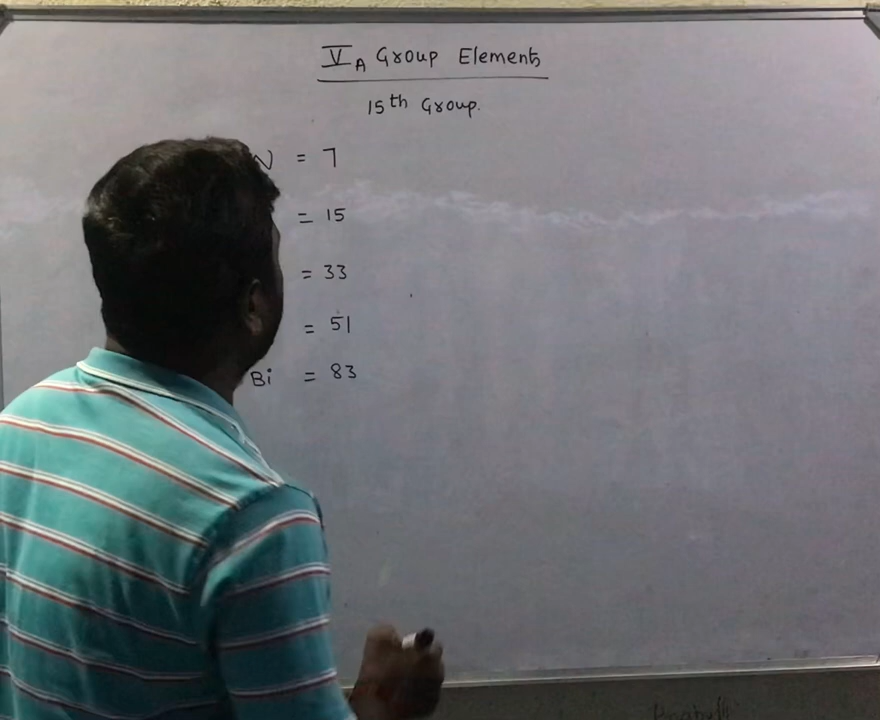 V A Group Elements
15th Group.
N = 7
= 15
= 33
= 51
Bi = 83